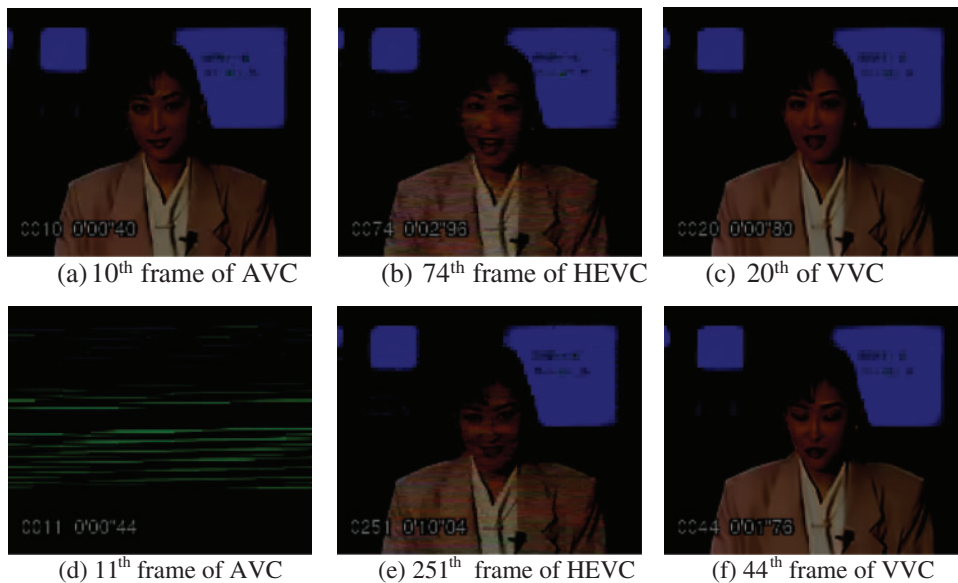 0010 0'00"40
0074 0'02"96
0020 0'00"80
(a) 10th frame of AVC
(b) 74th frame of HEVC
(c) 20th of VVC
0011 0'00"44
0251 0'10"04
0044 0'01"76
(d) 11th frame of AVC
(e) 251th frame of HEVC
(f) 44th frame of VVC